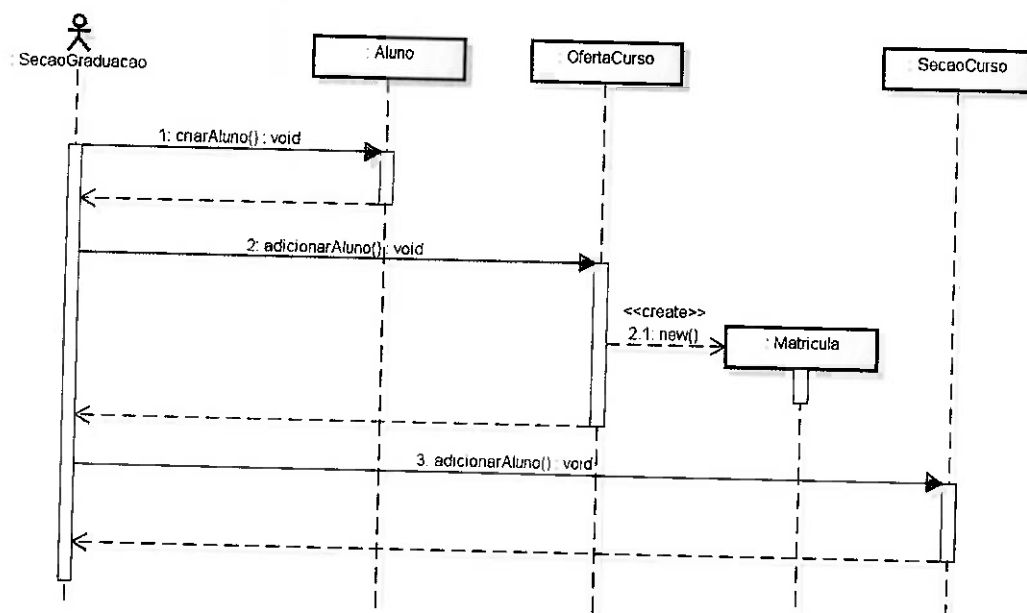 : SecaoGraduacao
: Aluno
: OfertaCurso
: SecaoCurso
1: criarAluno() : void
2: adicionarAluno() : void
<<create>>
2.1: new()
: Matricula
3. adicionarAluno() : void